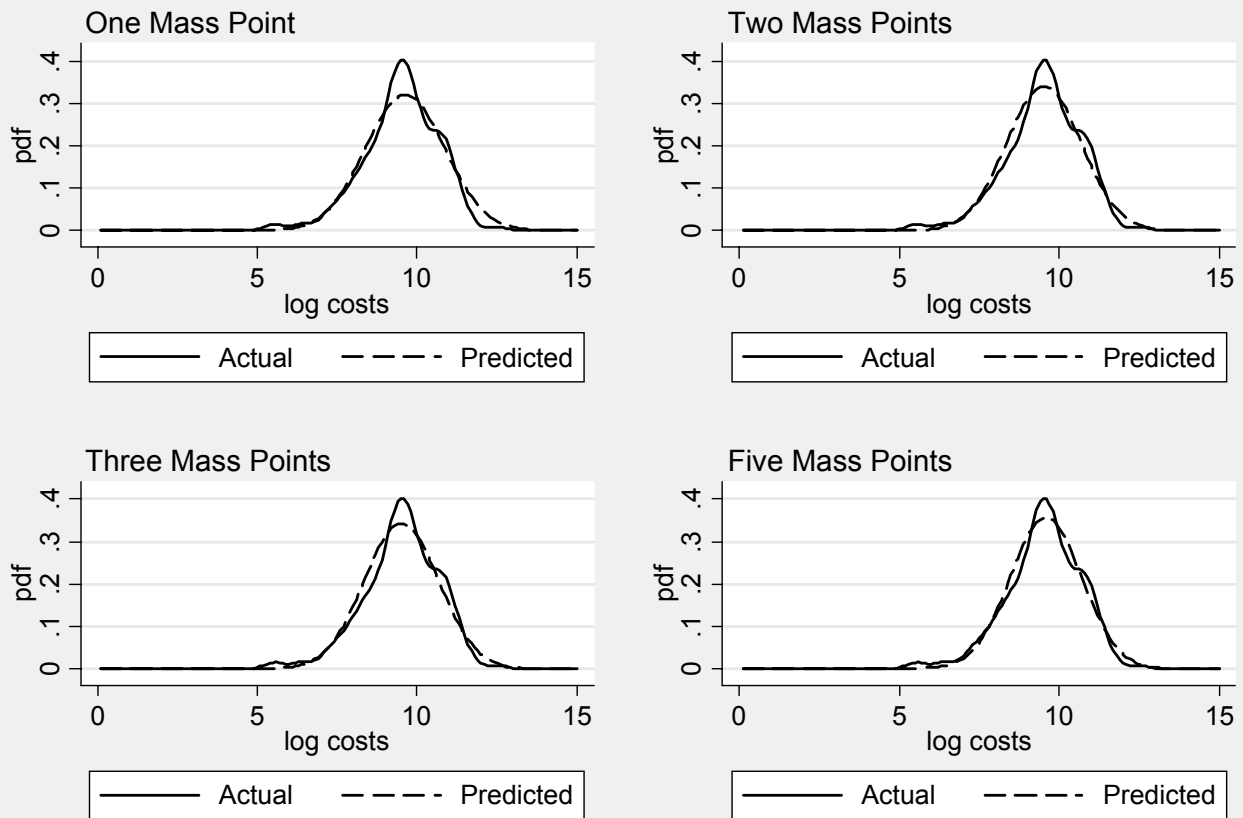 One Mass Point
pdf
0 .1 .2 .3 .4
0 5 10 15
log costs
Actual Predicted
Two Mass Points
pdf
0 .1 .2 .3 .4
0 5 10 15
log costs
Actual Predicted
Three Mass Points
pdf
0 .1 .2 .3 .4
0 5 10 15
log costs
Actual Predicted
Five Mass Points
pdf
0 .1 .2 .3 .4
0 5 10 15
log costs
Actual Predicted